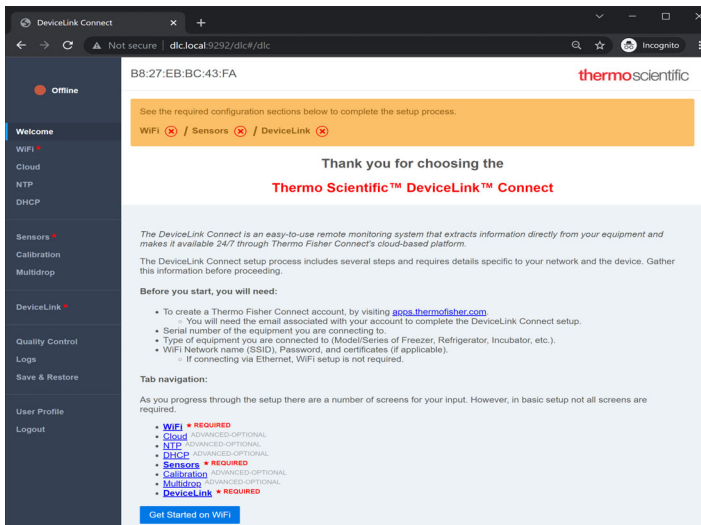 DeviceLink Connect
Not secure | dlc.local:9292/dlc#/dlc
Incognito
Offline
Welcome
WiFi *
Cloud
NTP
DHCP
Sensors *
Calibration
Multidrop
DeviceLink *
Quality Control
Logs
Save & Restore
User Profile
Logout
B8:27:EB:BC:43:FA
thermoscientific
See the required configuration sections below to complete the setup process.
WiFi / Sensors / DeviceLink
Thank you for choosing the
Thermo Scientific™ DeviceLink™ Connect
The DeviceLink Connect is an easy-to-use remote monitoring system that extracts information directly from your equipment and
makes it available 24/7 through Thermo Fisher Connect's cloud-based platform.
The DeviceLink Connect setup process includes several steps and requires details specific to your network and the device. Gather
this information before proceeding.
Before you start, you will need:
• To create a Thermo Fisher Connect account, by visiting apps.thermofisher.com.
◦ You will need the email associated with your account to complete the DeviceLink Connect setup.
• Serial number of the equipment you are connecting to.
• Type of equipment you are connected to (Model/Series of Freezer, Refrigerator, Incubator, etc.).
• WiFi Network name (SSID), Password, and certificates (if applicable).
◦ If connecting via Ethernet, WiFi setup is not required.
Tab navigation:
As you progress through the setup there are a number of screens for your input. However, in basic setup not all screens are
required.
• WiFi ★ REQUIRED
• Cloud ADVANCED-OPTIONAL
• NTP ADVANCED-OPTIONAL
• DHCP ADVANCED-OPTIONAL
• Sensors ★ REQUIRED
• Calibration ADVANCED-OPTIONAL
• Multidrop ADVANCED-OPTIONAL
• DeviceLink ★ REQUIRED
Get Started on WiFi